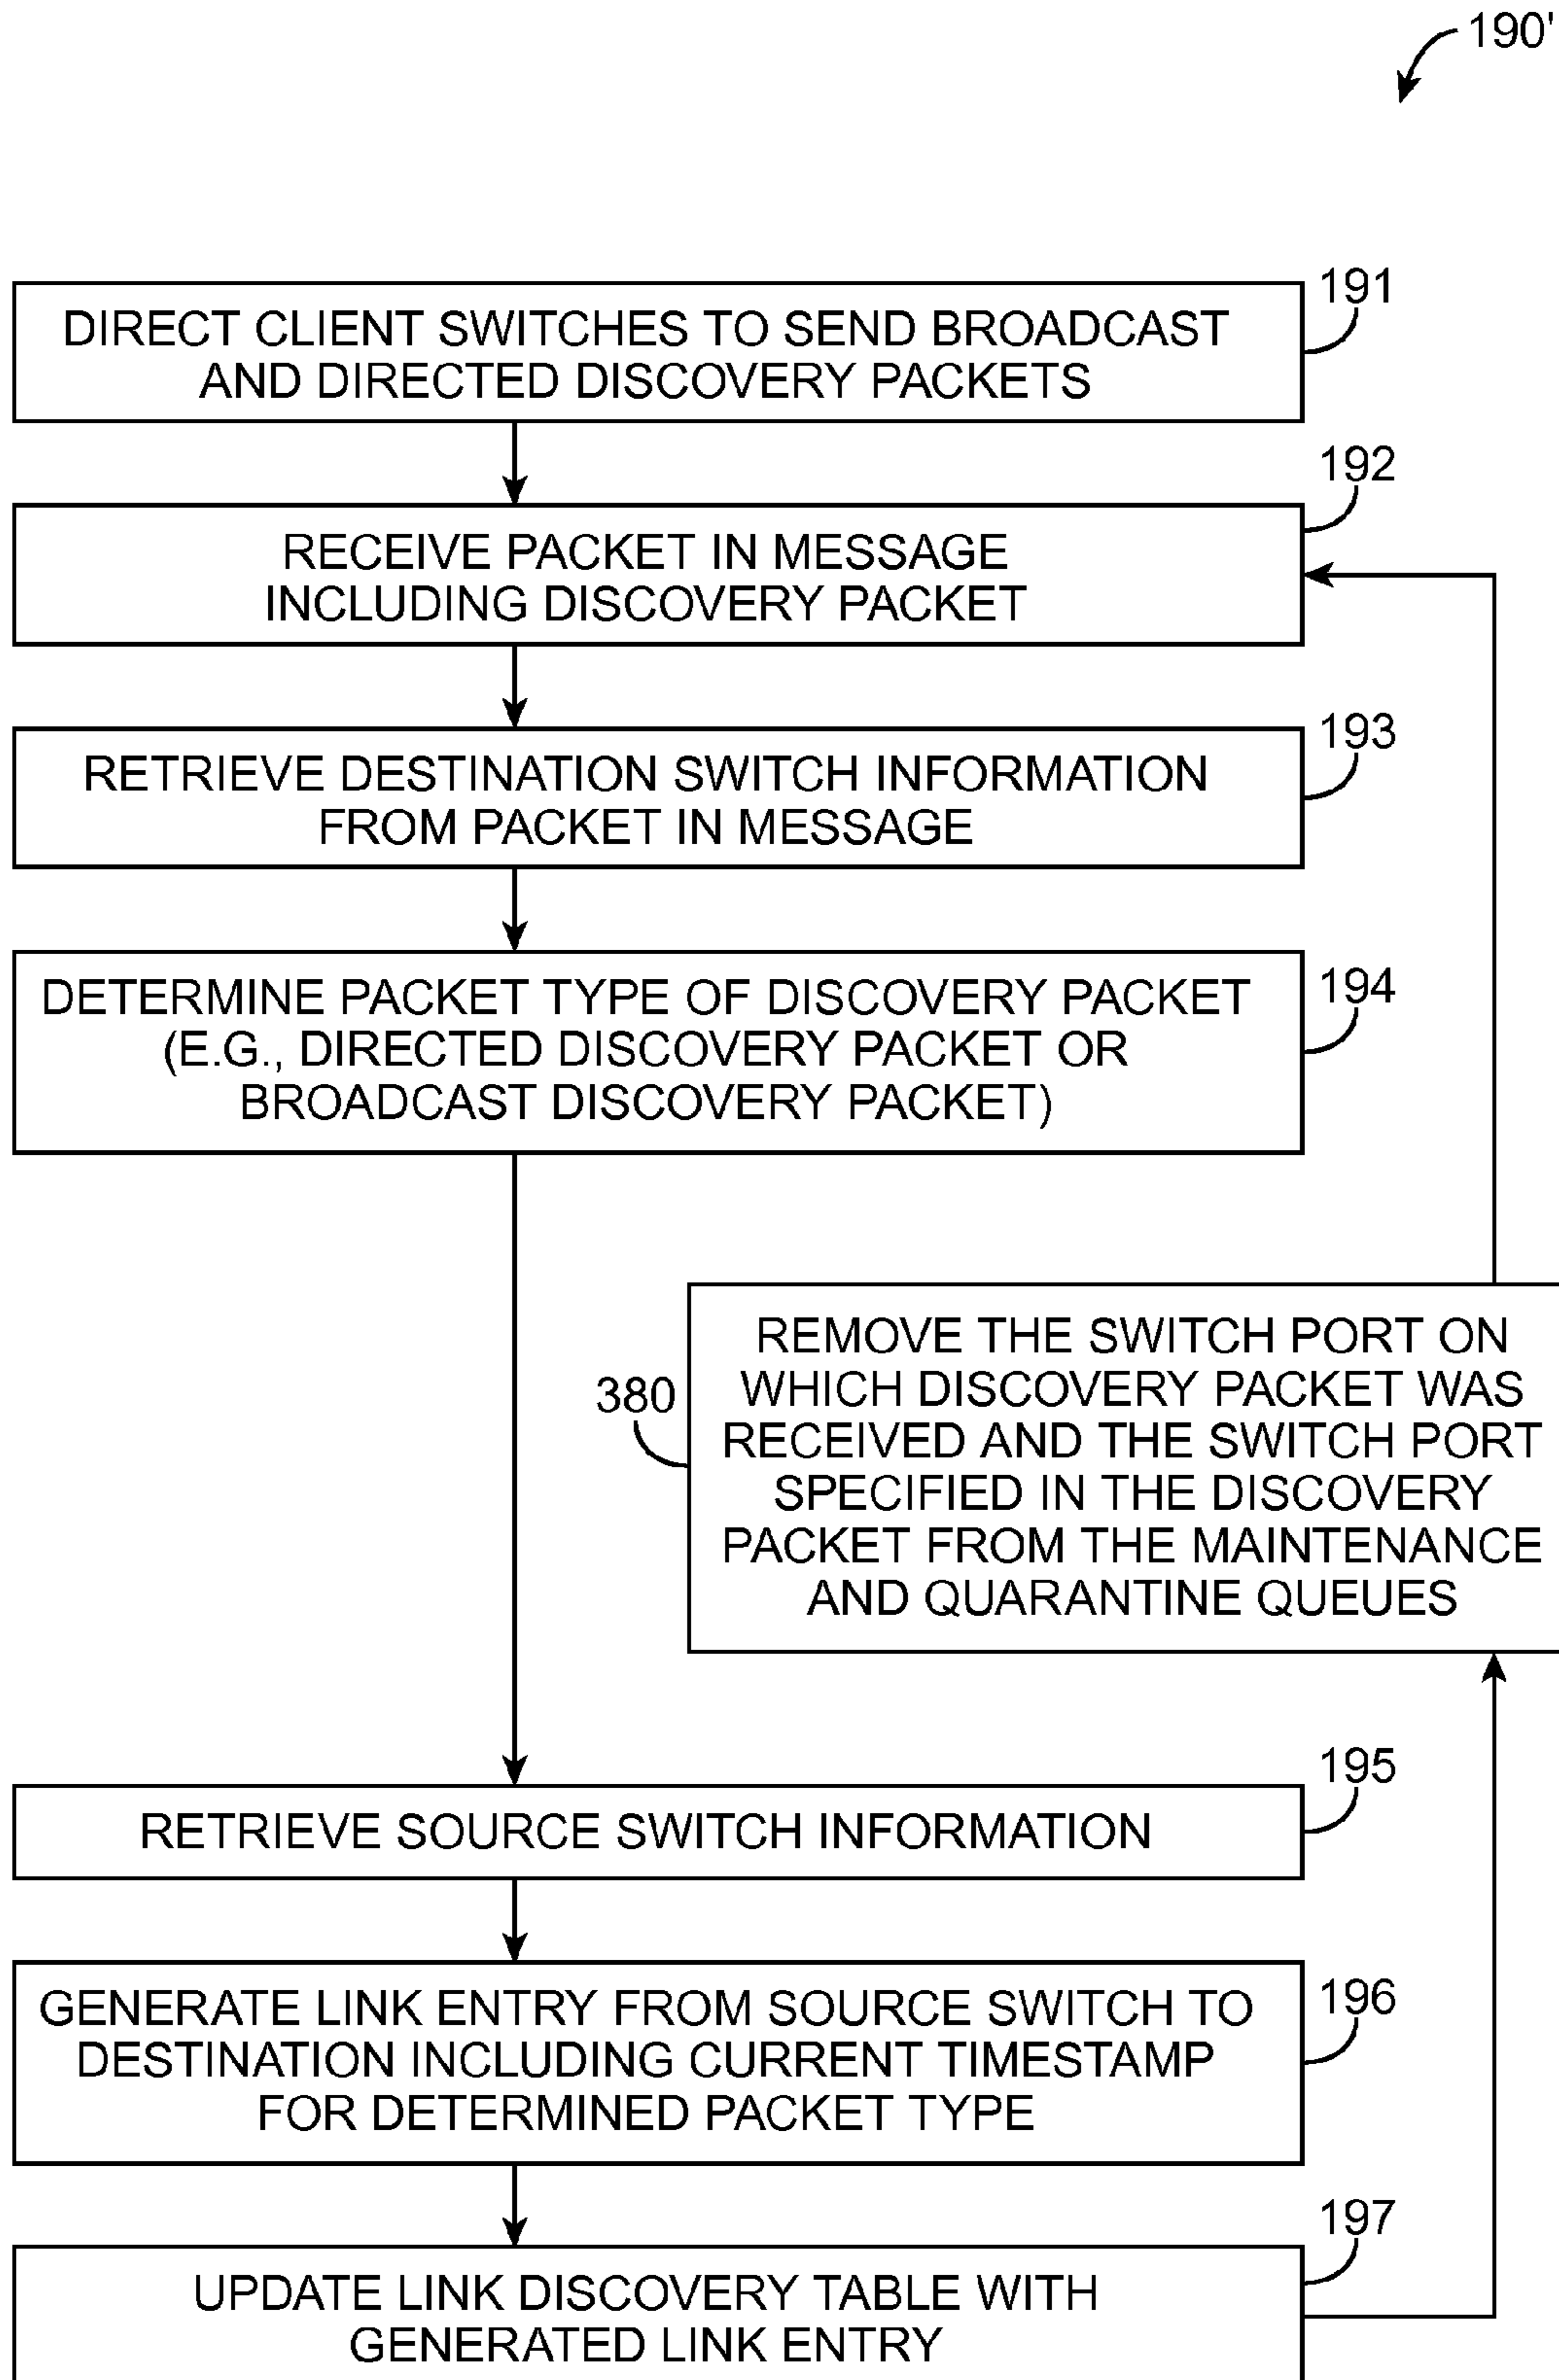 190'
191
DIRECT CLIENT SWITCHES TO SEND BROADCAST
AND DIRECTED DISCOVERY PACKETS
192
RECEIVE PACKET IN MESSAGE
INCLUDING DISCOVERY PACKET
193
RETRIEVE DESTINATION SWITCH INFORMATION
FROM PACKET IN MESSAGE
194
DETERMINE PACKET TYPE OF DISCOVERY PACKET
(E.G., DIRECTED DISCOVERY PACKET OR
BROADCAST DISCOVERY PACKET)
380
REMOVE THE SWITCH PORT ON
WHICH DISCOVERY PACKET WAS
RECEIVED AND THE SWITCH PORT
SPECIFIED IN THE DISCOVERY
PACKET FROM THE MAINTENANCE
AND QUARANTINE QUEUES
195
RETRIEVE SOURCE SWITCH INFORMATION
196
GENERATE LINK ENTRY FROM SOURCE SWITCH TO
DESTINATION INCLUDING CURRENT TIMESTAMP
FOR DETERMINED PACKET TYPE
197
UPDATE LINK DISCOVERY TABLE WITH
GENERATED LINK ENTRY